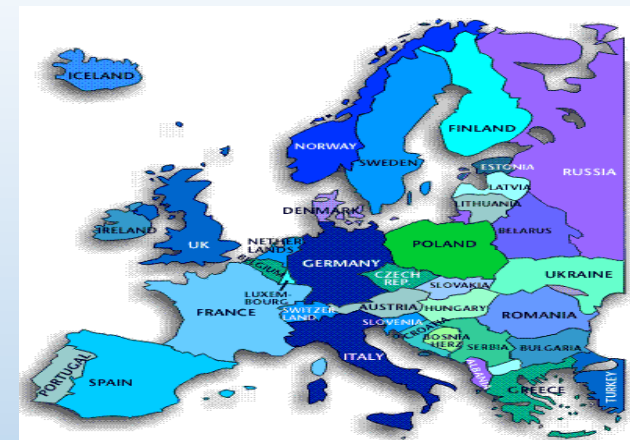 ICELAND
FINLAND
NORWAY
SWEDEN
RUSSIA
ESTONIA
LATVIA
LITHUANIA
DENMARK
IRELAND
UK
NETHER
LANDS
BELGIUM
GERMANY
POLAND
BELARUS
CZECH
REP.
UKRAINE
LUXEM-
BOURG
SLOVAKIA
FRANCE
SWITZER
LAND.
AUSTRIA
HUNGARY
ROMANIA
SLOVENIA
CROATIA
BOSNIA
HERZ
SERBIA
BULGARIA
ITALY
PORTUGAL
SPAIN
ALBANIA
GREECE
TURKEY